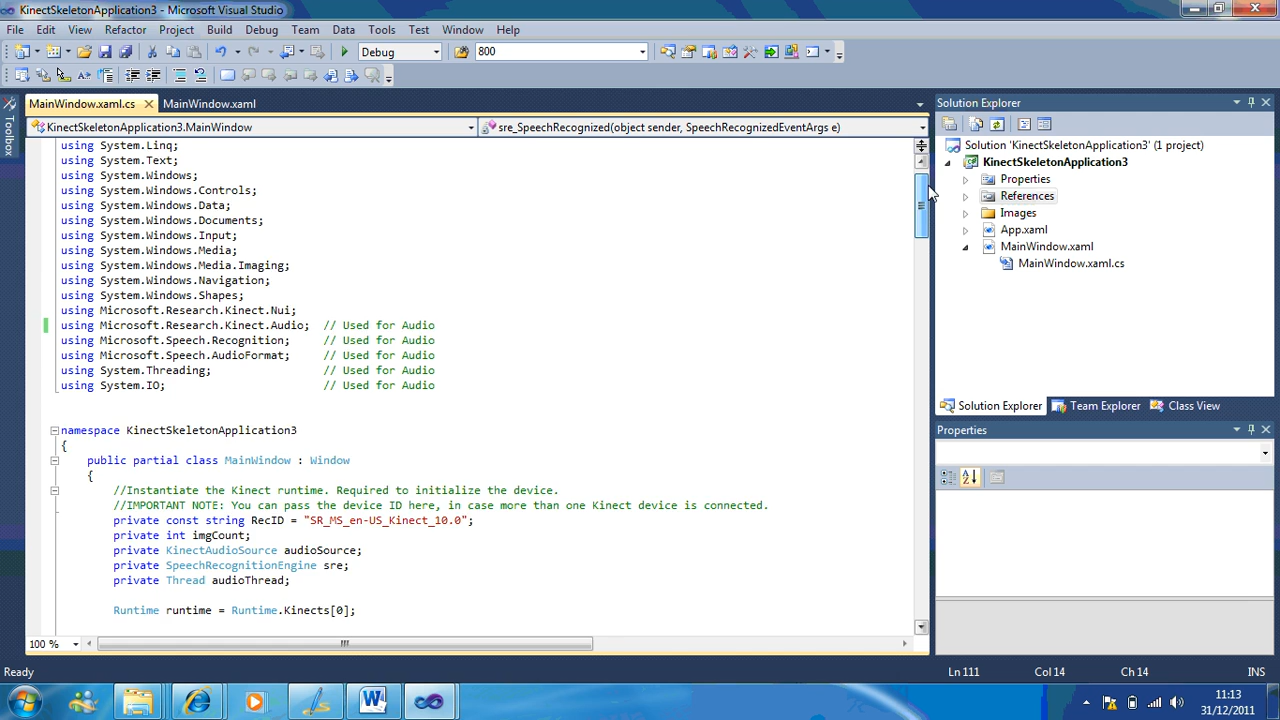 KinectSkeletonApplication3 - Microsoft Visual Studio
File Edit View Refactor Project Build Debug Team Data Tools Test Window Help
Debug 800
MainWindow.xaml.cs MainWindow.xaml
KinectSkeletonApplication3.MainWindow sre_SpeechRecognized(object sender, SpeechRecognizedEventArgs e)
using System.Linq;
using System.Text;
using System.Windows;
using System.Windows.Controls;
using System.Windows.Data;
using System.Windows.Documents;
using System.Windows.Input;
using System.Windows.Media;
using System.Windows.Media.Imaging;
using System.Windows.Navigation;
using System.Windows.Shapes;
using Microsoft.Research.Kinect.Nui;
using Microsoft.Research.Kinect.Audio; // Used for Audio
using Microsoft.Speech.Recognition; // Used for Audio
using Microsoft.Speech.AudioFormat; // Used for Audio
using System.Threading; // Used for Audio
using System.IO; // Used for Audio
namespace KinectSkeletonApplication3
{
public partial class MainWindow : Window
{
//Instantiate the Kinect runtime. Required to initialize the device.
//IMPORTANT NOTE: You can pass the device ID here, in case more than one Kinect device is connected.
private const string RecID = "SR_MS_en-US_Kinect_10.0";
private int imgCount;
private KinectAudioSource audioSource;
private SpeechRecognitionEngine sre;
private Thread audioThread;
Runtime runtime = Runtime.Kinects[0];
100 %
Toolbox
Solution Explorer
Solution 'KinectSkeletonApplication3' (1 project)
KinectSkeletonApplication3
Properties
References
Images
App.xaml
MainWindow.xaml
MainWindow.xaml.cs
Solution Explorer Team Explorer Class View
Properties
Ready Ln 111 Col 14 Ch 14 INS
11:13
31/12/2011